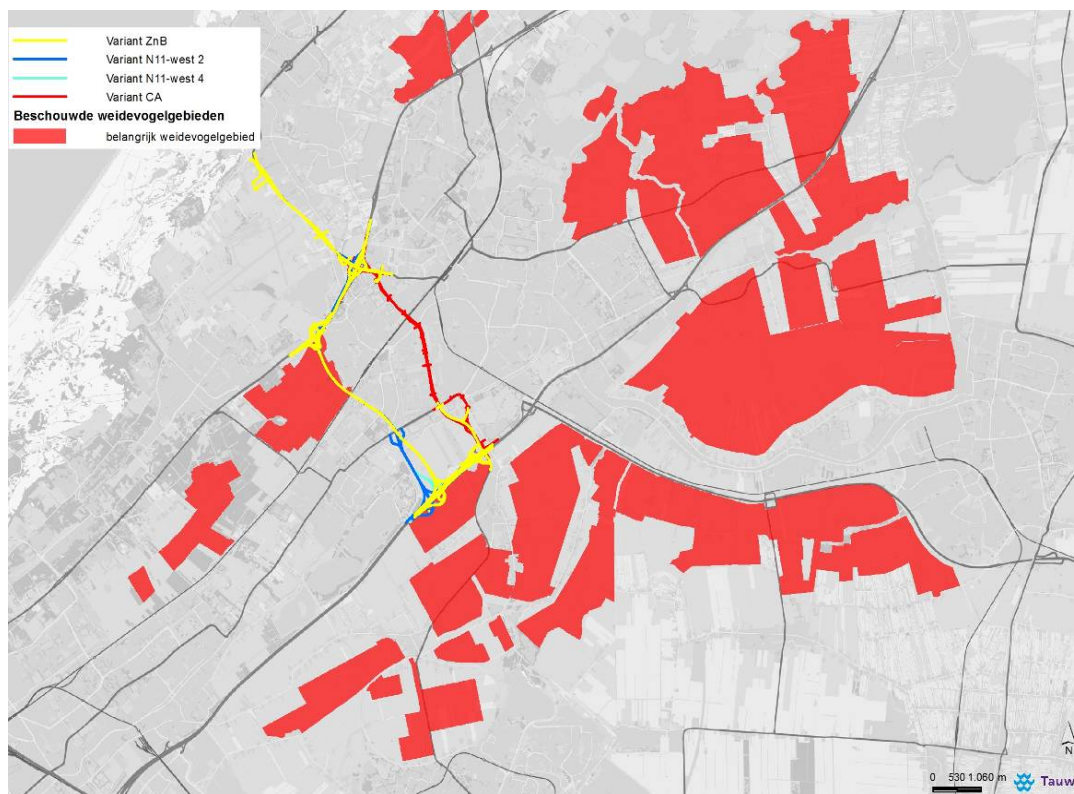 Variant ZnB
Variant N11-west 2
Variant N11-west 4
Variant CA
Beschouwde weidevogelgebieden
belangrijk weidevogelgebied
N
0 530 1.060 m
Tauw